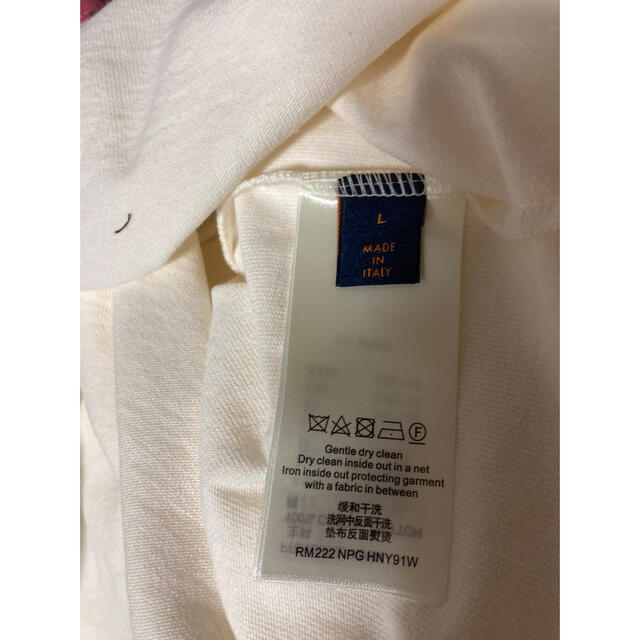 L
MADE
IN
ITALY
Gentle dry clean
Dry clean inside out in a net
Iron inside out protecting garment
with a fabric in between
缓和干洗
洗网中反面干洗
垫布反面熨烫
RM222 NPG HNY91W